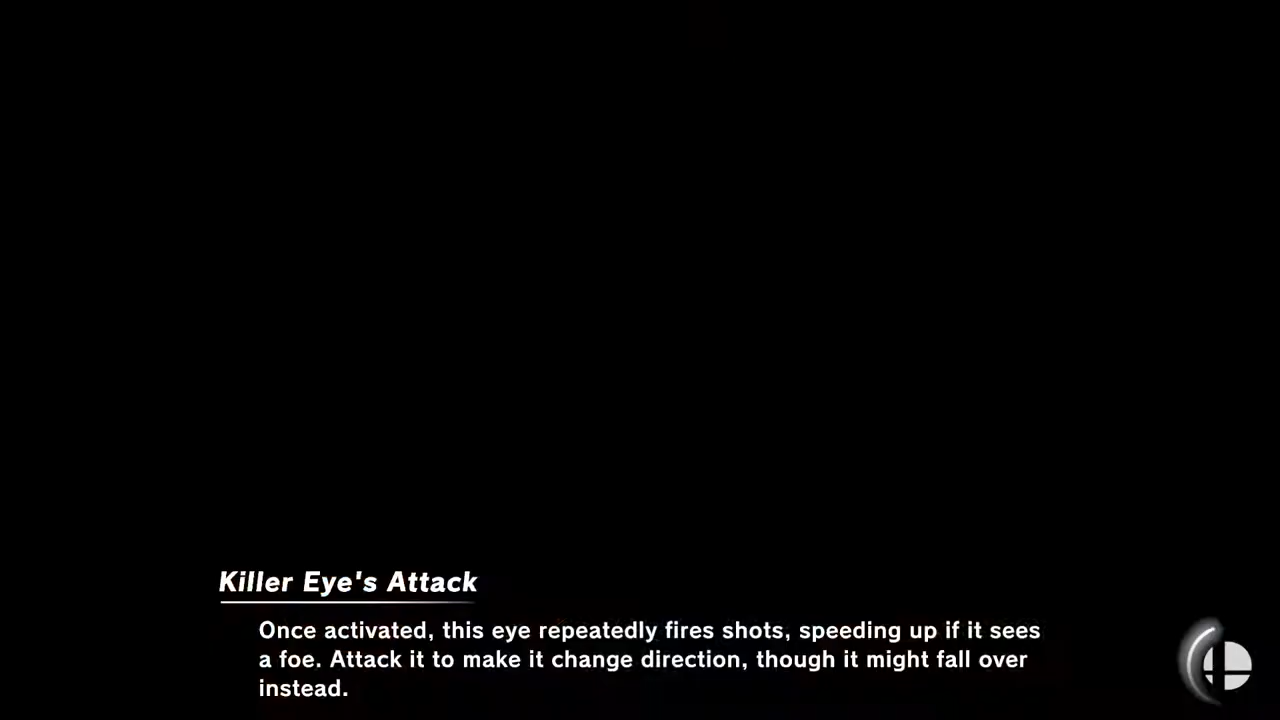 Killer Eye's Attack
Once activated, this eye repeatedly fires shots, speeding up if it sees
a foe. Attack it to make it change direction, though it might fall over
instead.